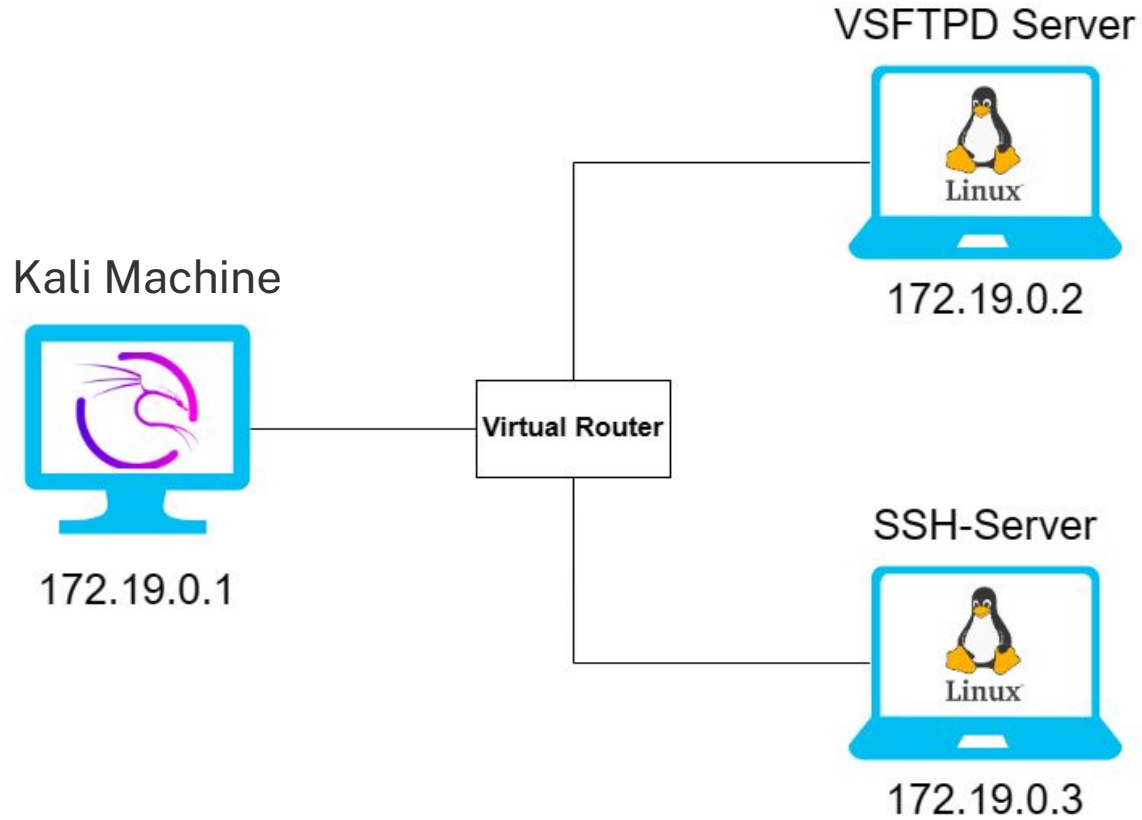 VSFTPD Server
Linux
172.19.0.2
Kali Machine
172.19.0.1
Virtual Router
SSH-Server
Linux
172.19.0.3